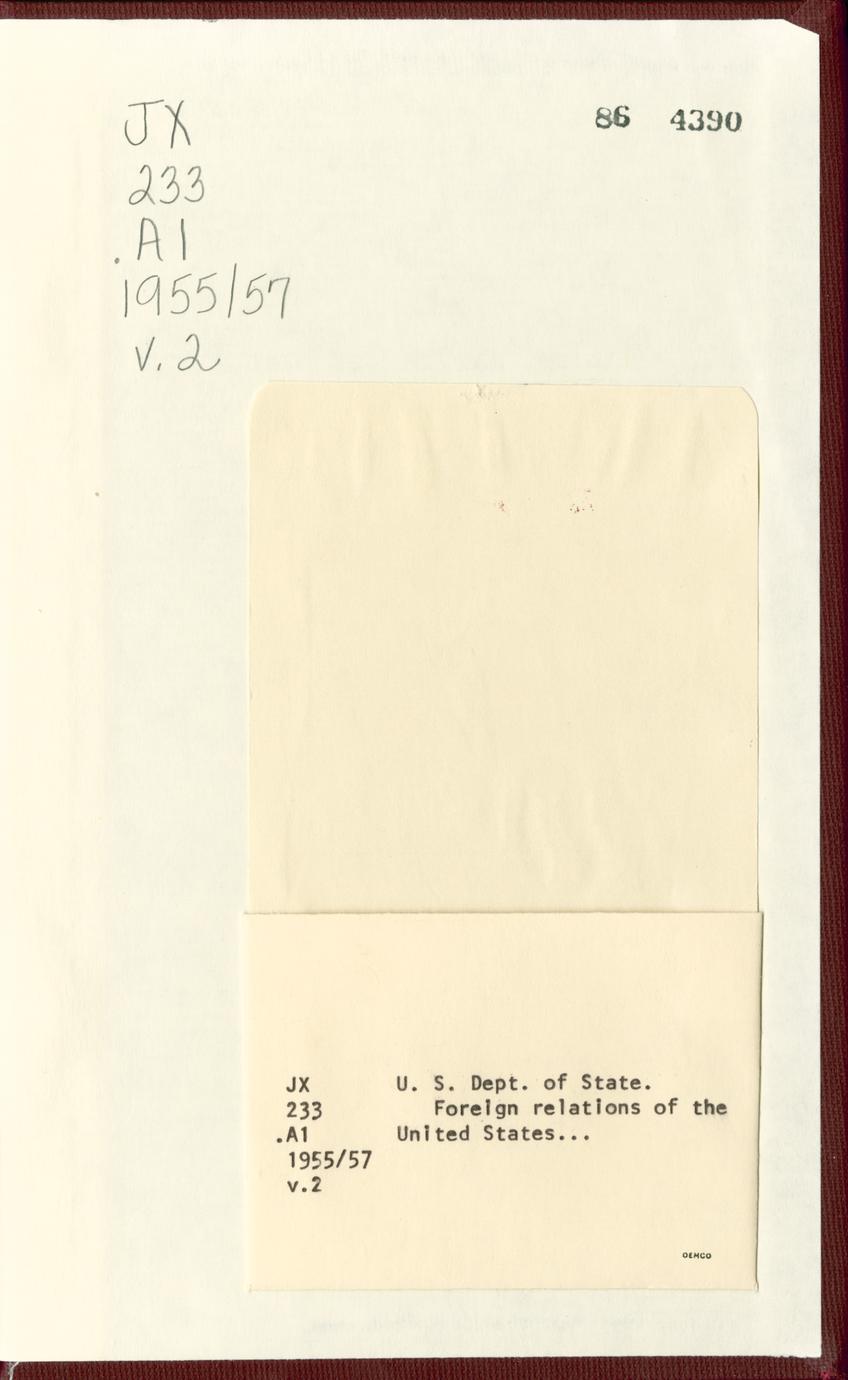 JX
233
.A1
1955/57
v.2
86 4390
JX U. S. Dept. of State.
233 Foreign relations of the
.A1 United States...
1955/57
v.2
DEMCO